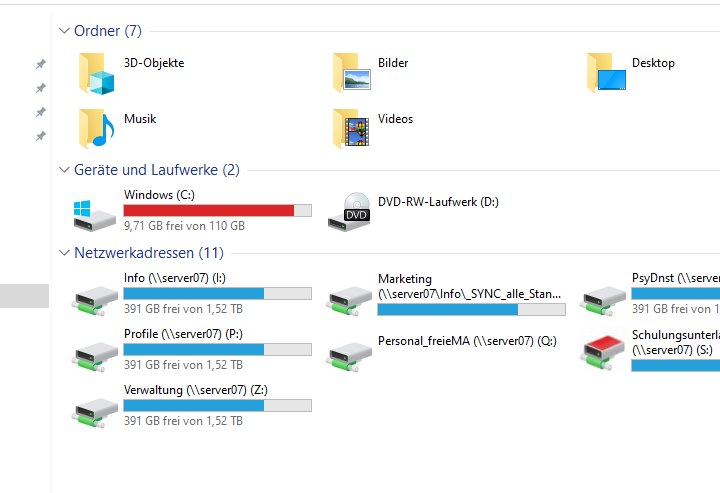 Ordner (7)
3D-Objekte
Bilder
Desktop
Musik
Videos
Geräte und Laufwerke (2)
Windows (C:)
9,71 GB frei von 110 GB
DVD-RW-Laufwerk (D:)
DVD
Netzwerkadressen (11)
Info (\\server07) (I:)
391 GB frei von 1,52 TB
Marketing
(\\server07\Info\_SYNC_alle_Stan...
PsyDnst (\\serve
391 GB frei von 1
Profile (\\server07) (P:)
391 GB frei von 1,52 TB
Personal_freieMA (\\server07) (Q:)
Schulungsunterla
(\\server07) (S:)
Verwaltung (\\server07) (Z:)
391 GB frei von 1,52 TB